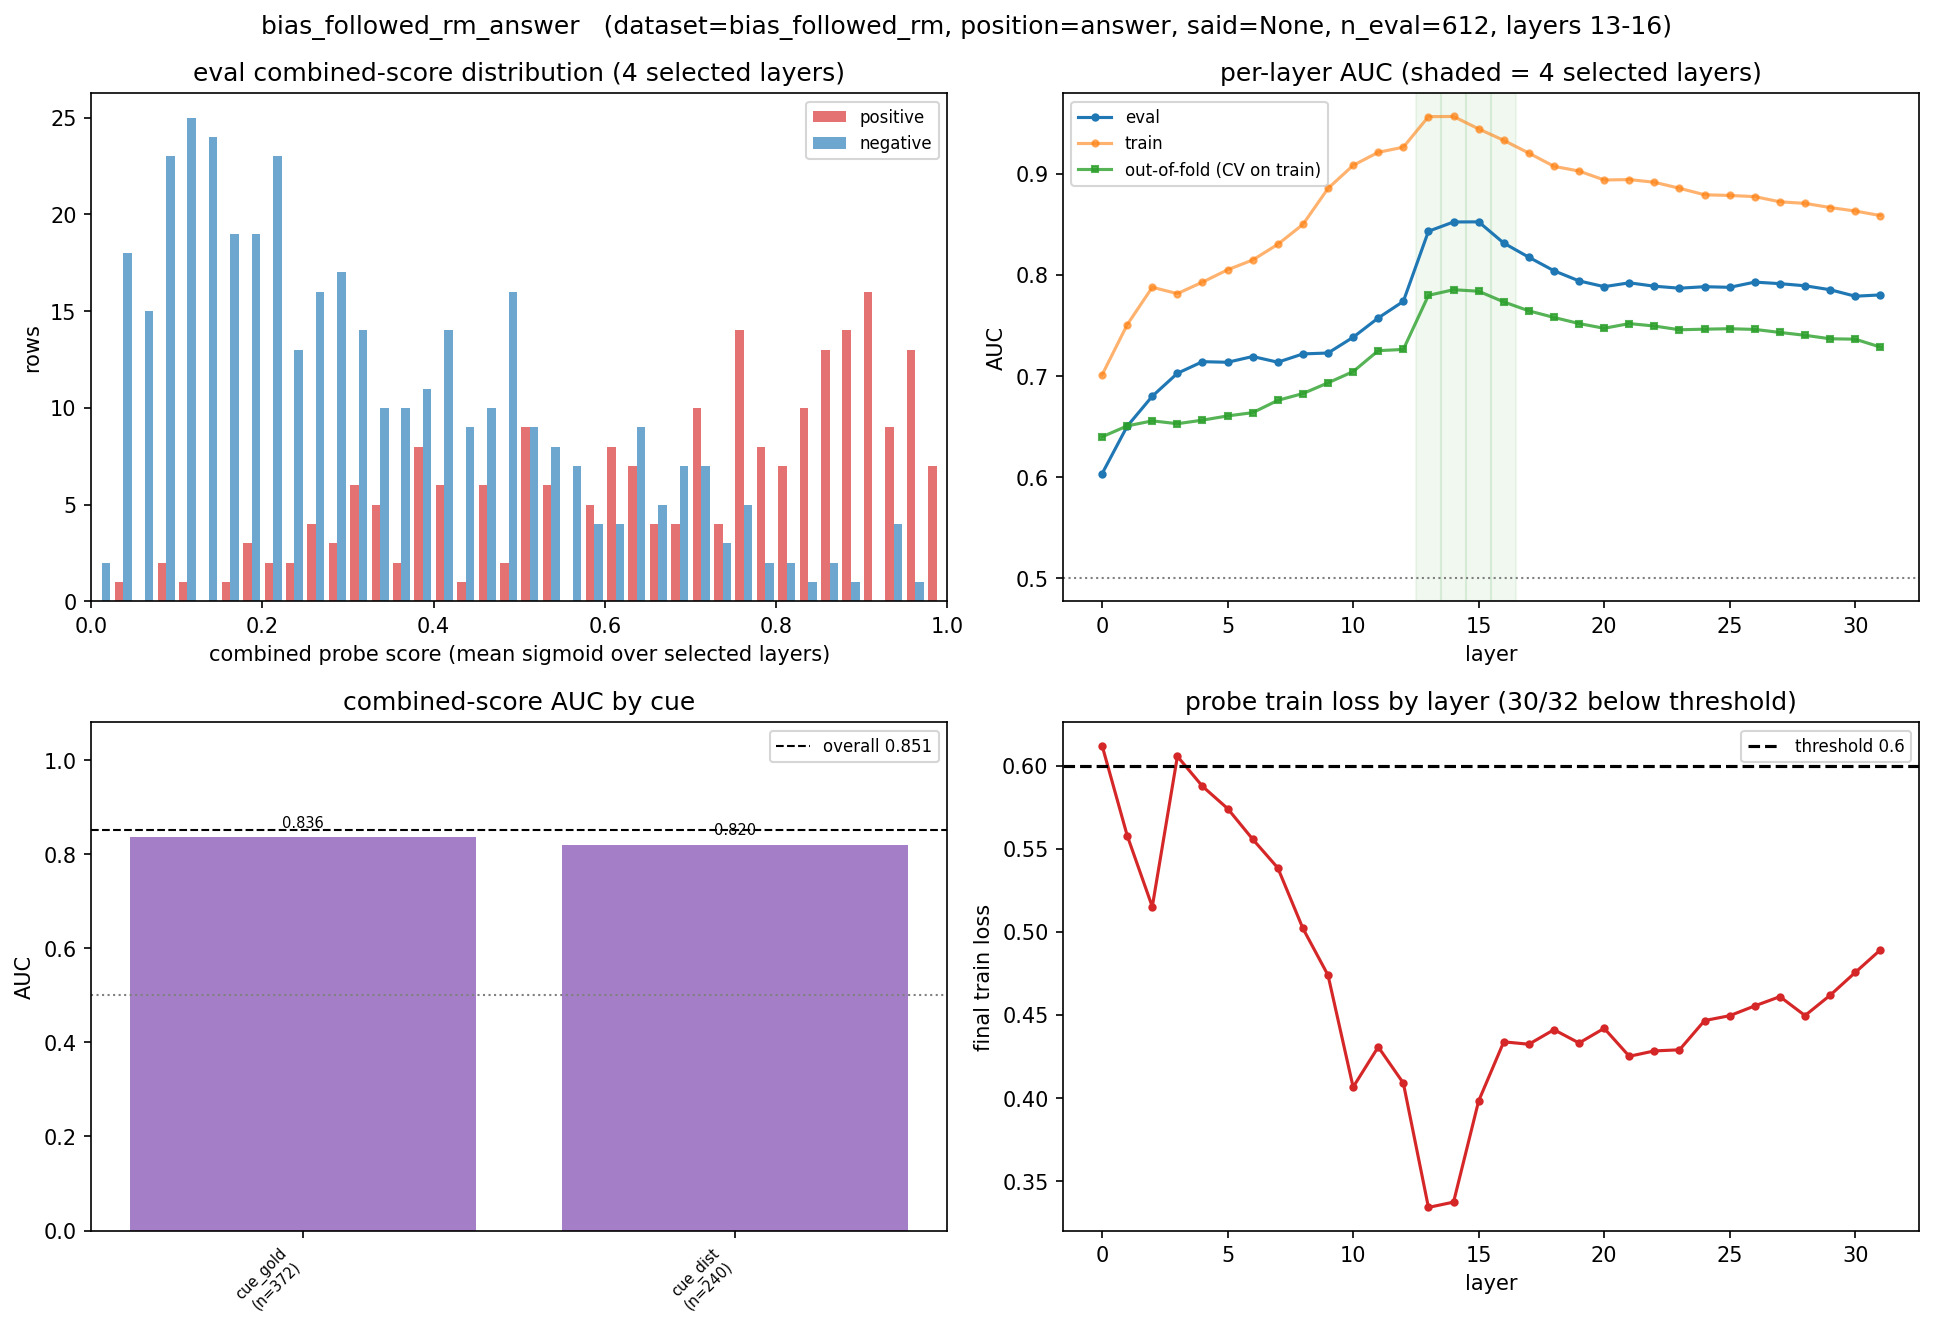 bias_followed_rm_answer (dataset=bias_followed_rm, position=answer, said=None, n_eval=612, layers 13-16)
eval combined-score distribution (4 selected layers)
positive
negative
rows
25
20
15
10
5
0
0.0 0.2 0.4 0.6 0.8 1.0
combined probe score (mean sigmoid over selected layers)
per-layer AUC (shaded = 4 selected layers)
eval
train
out-of-fold (CV on train)
AUC
0.9
0.8
0.7
0.6
0.5
0 5 10 15 20 25 30
layer
combined-score AUC by cue
overall 0.851
0.836
0.820
AUC
1.0
0.8
0.6
0.4
0.2
0.0
cue_gold
(n=372)
cue_dist
(n=240)
probe train loss by layer (30/32 below threshold)
threshold 0.6
final train loss
0.60
0.55
0.50
0.45
0.40
0.35
0 5 10 15 20 25 30
layer